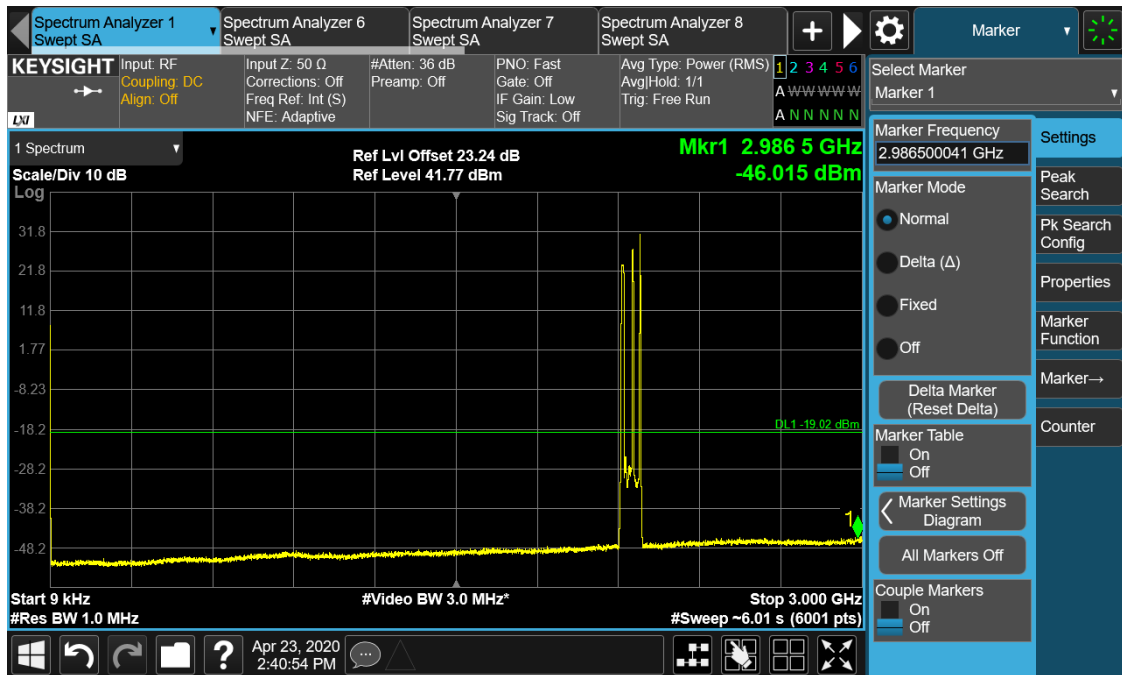 Spectrum Analyzer 1
Swept SA
Spectrum Analyzer 6
Swept SA
Spectrum Analyzer 7
Swept SA
Spectrum Analyzer 8
Swept SA
Marker
KEYSIGHT
LXI
Input: RF
Coupling: DC
Align: Off
Input Z: 50 Ω
Corrections: Off
Freq Ref: Int (S)
NFE: Adaptive
#Atten: 36 dB
Preamp: Off
PNO: Fast
Gate: Off
IF Gain: Low
Sig Track: Off
Avg Type: Power (RMS)
Avg|Hold: 1/1
Trig: Free Run
1 2 3 4 5 6
A W W W W W
A N N N N N
1 Spectrum
Scale/Div 10 dB
Log
Ref Lvl Offset 23.24 dB
Ref Level 41.77 dBm
Mkr1 2.986 5 GHz
-46.015 dBm
31.8
21.8
11.8
1.77
-8.23
-18.2
-28.2
-38.2
-48.2
DL1 -19.02 dBm
1
Start 9 kHz
#Res BW 1.0 MHz
#Video BW 3.0 MHz*
Stop 3.000 GHz
#Sweep ~6.01 s (6001 pts)
Apr 23, 2020
2:40:54 PM
Select Marker
Marker 1
Marker Frequency
2.986500041 GHz
Marker Mode
Normal
Delta (Δ)
Fixed
Off
Delta Marker
(Reset Delta)
Marker Table
On
Off
Marker Settings
Diagram
All Markers Off
Couple Markers
On
Off
Settings
Peak
Search
Pk Search
Config
Properties
Marker
Function
Marker→
Counter